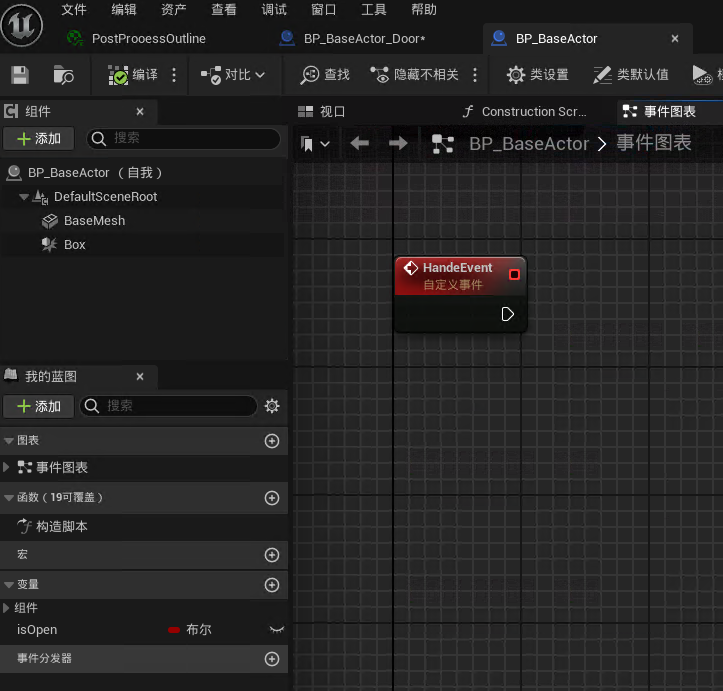 文件 编辑 资产 查看 调试 窗口 工具 帮助
PostProoessOutline BP_BaseActor_Door* BP_BaseActor
编译 对比 查找 隐藏不相关 类设置 类默认值
组件
视口 Construction Scr... 事件图表
添加 搜索
BP_BaseActor 事件图表
BP_BaseActor （自我）
DefaultSceneRoot
BaseMesh
Box
HandeEvent
自定义事件
我的蓝图
添加 搜索
图表
事件图表
函数（19可覆盖）
构造脚本
宏
变量
组件
isOpen 布尔
事件分发器